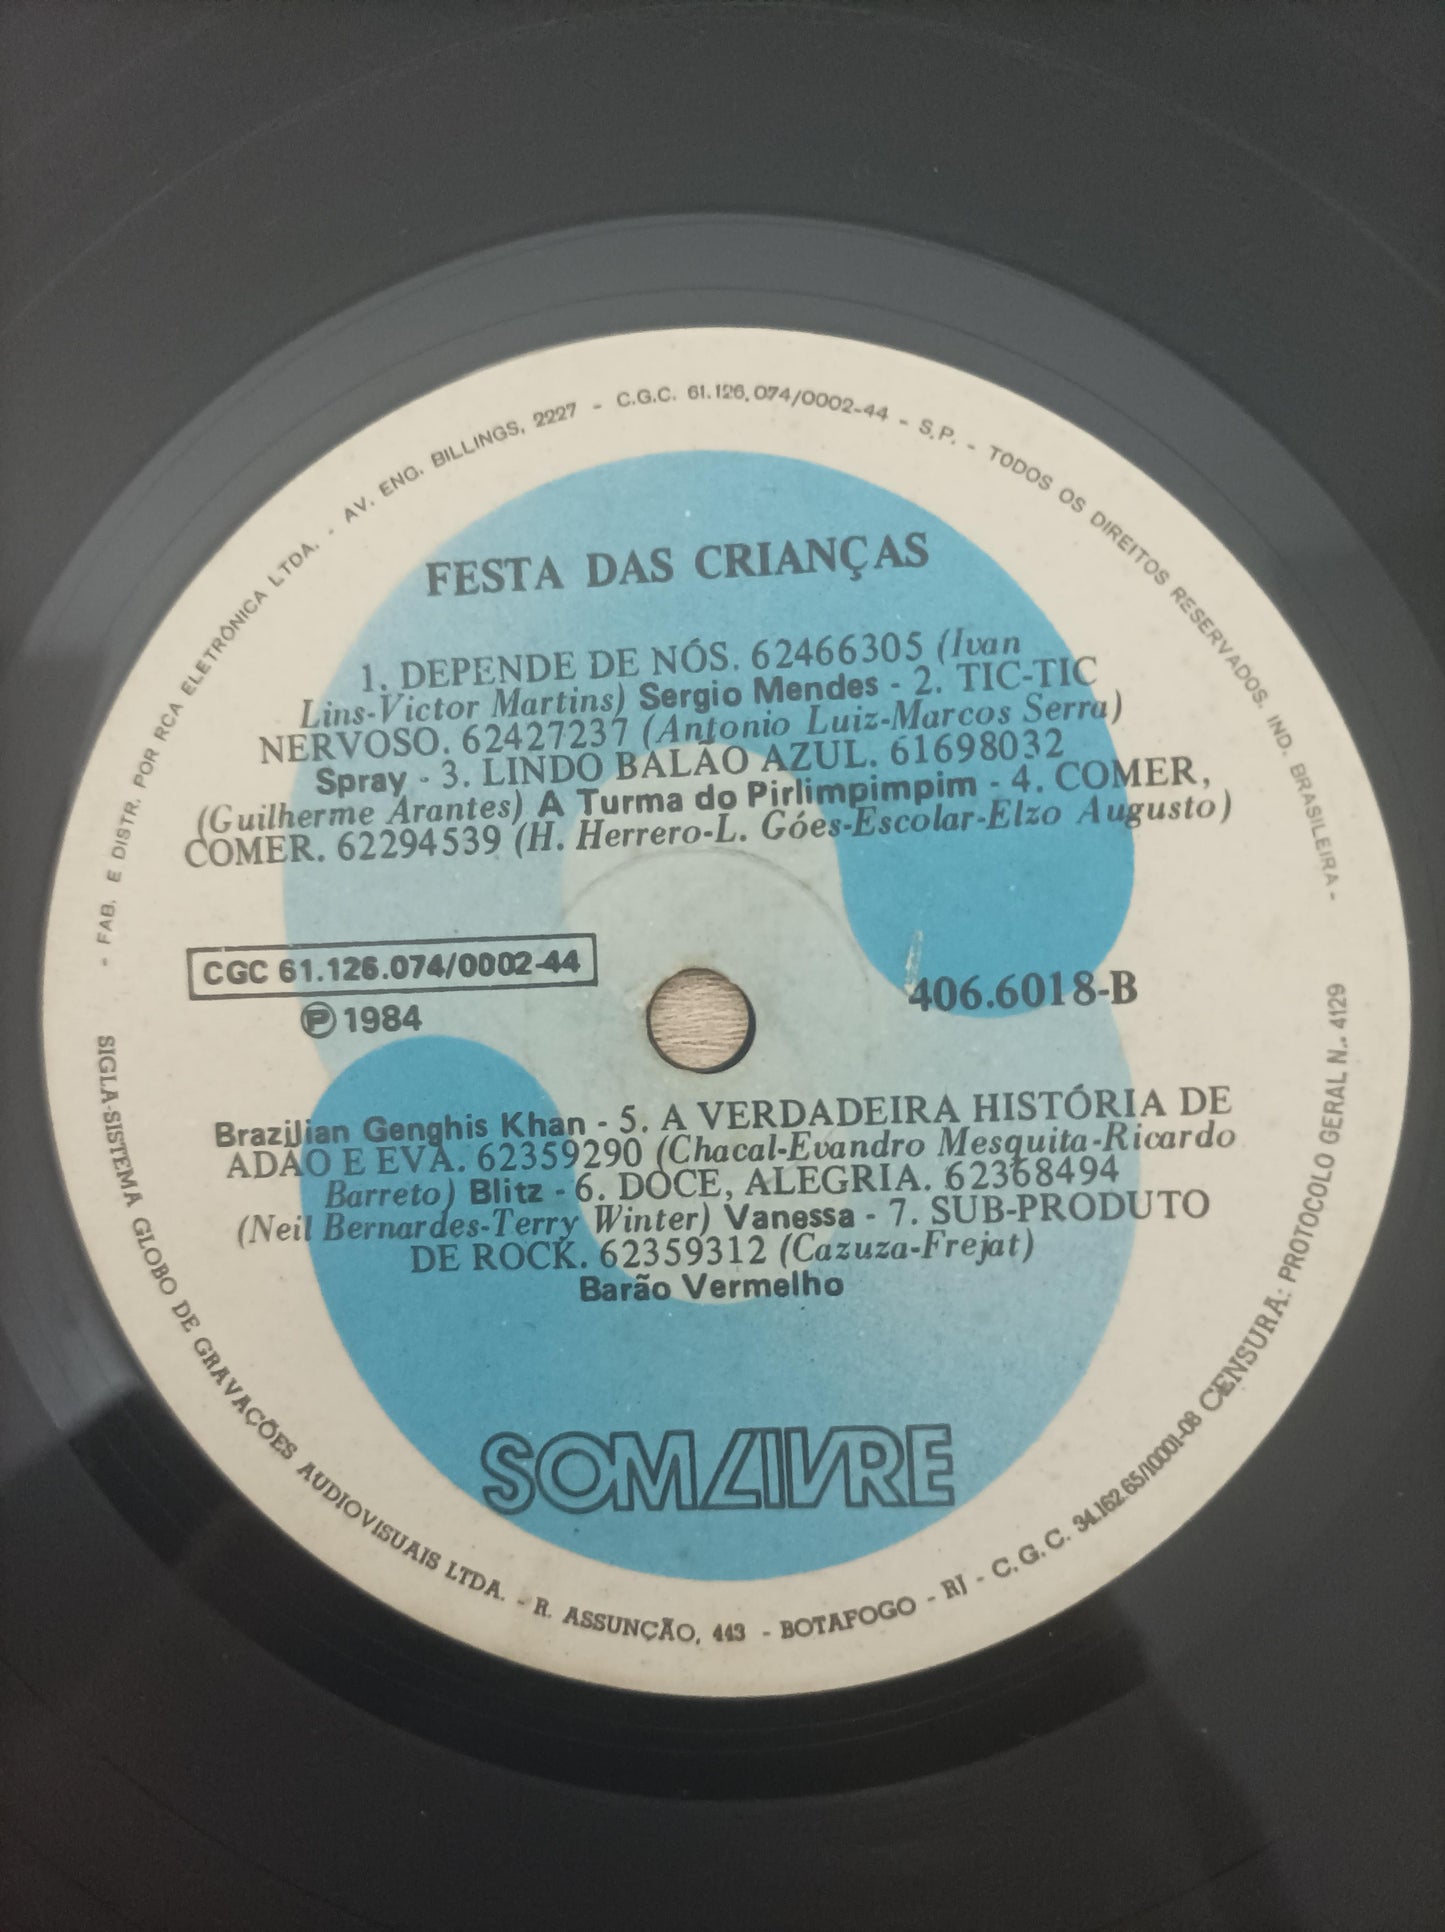 - FAB. E DISTR. POR RCA ELETRÔNICA LTDA. - AV. ENG. BILLINGS, 2227 - C.G.C. 61.126.074/0002-44 - S.P. - TODOS OS DIREITOS RESERVADOS. IND. BRASILEIRA -
FESTA DAS CRIANÇAS
1. DEPENDE DE NÓS. 62466305 (Ivan
Lins-Victor Martins) Sergio Mendes - 2. TIC-TIC
NERVOSO. 62427237 (Antonio Luiz-Marcos Serra)
Spray - 3. LINDO BALÃO AZUL. 61698032
(Guilherme Arantes) A Turma do Pirlimpimpim - 4. COMER,
COMER. 62294539 (H. Herrero-L. Góes-Escolar-Elzo Augusto)
CGC 61.126.074/0002-44
℗ 1984
406.6018-B
Brazilian Genghis Khan - 5. A VERDADEIRA HISTÓRIA DE
ADÃO E EVA. 62359290 (Chacal-Evandro Mesquita-Ricardo
Barreto) Blitz - 6. DOCE, ALEGRIA. 62368494
(Neil Bernardes-Terry Winter) Vanessa - 7. SUB-PRODUTO
DE ROCK. 62359312 (Cazuza-Frejat)
Barão Vermelho
SOM LIVRE
SIGLA-SISTEMA GLOBO DE GRAVAÇÕES AUDIOVISUAIS LTDA. - R. ASSUNÇÃO, 443 - BOTAFOGO - RJ - C.G.C. 34.162.65/10001-08 CENSURA: PROTOCOLO GERAL N.º 4129